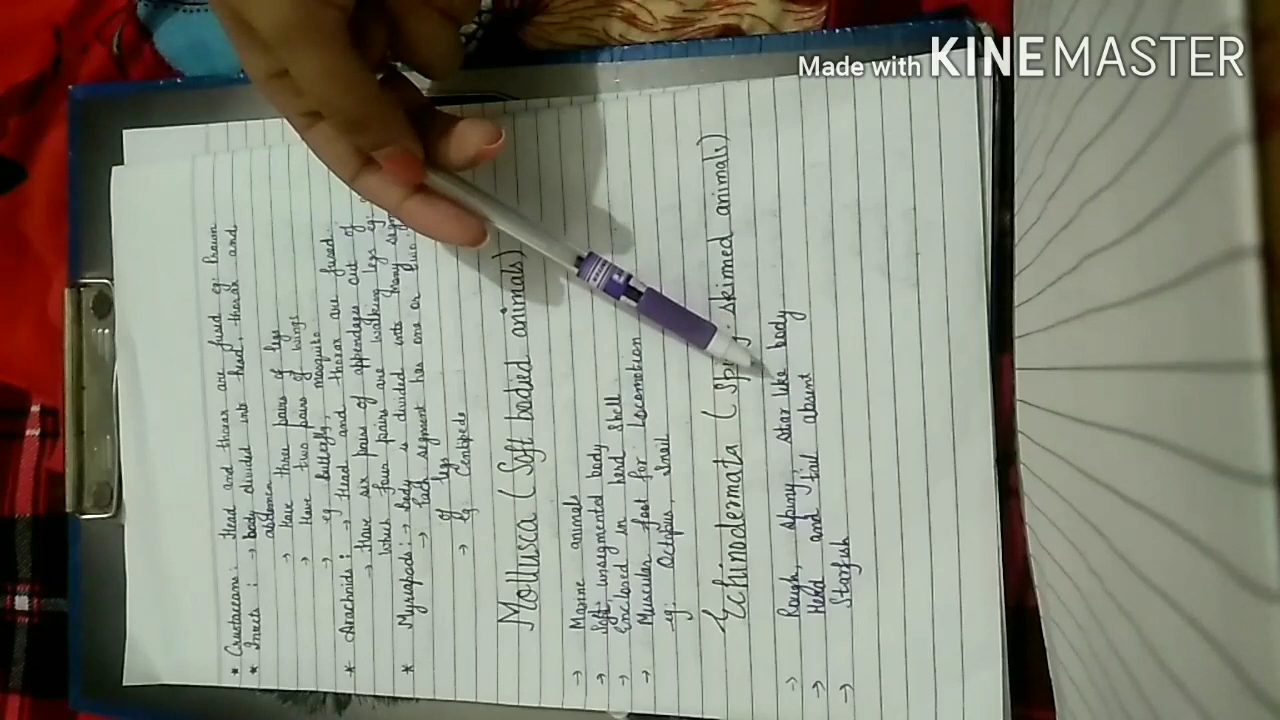 * Crustaceans: Head and thorax are fused eg. Prawn
* Insects : → body divided into head, thorax and
abdomen
→ Have three pairs of legs
→ Have two pairs of wings
→ eg butterfly, mosquito
* Arachnids : → Head and thorax are fused.
→ Have six pairs of appendages out of
which four pairs are walking legs eg.
* Myriapods : → body is divided into many
→ Each segment has one or two
of legs
→ Eg: Centipede
Mollusca ( Soft bodied animals)
→ Marine animals
→ Soft unsegmented body
→ Enclosed in hard shell.
→ Muscular foot for locomotion
eg: Octopus, Snail
Echinodermata ( skinned animals)
→ Rough, spiny, star like body
→ Head and tail absent
→ Starfish
Made with KINEMASTER